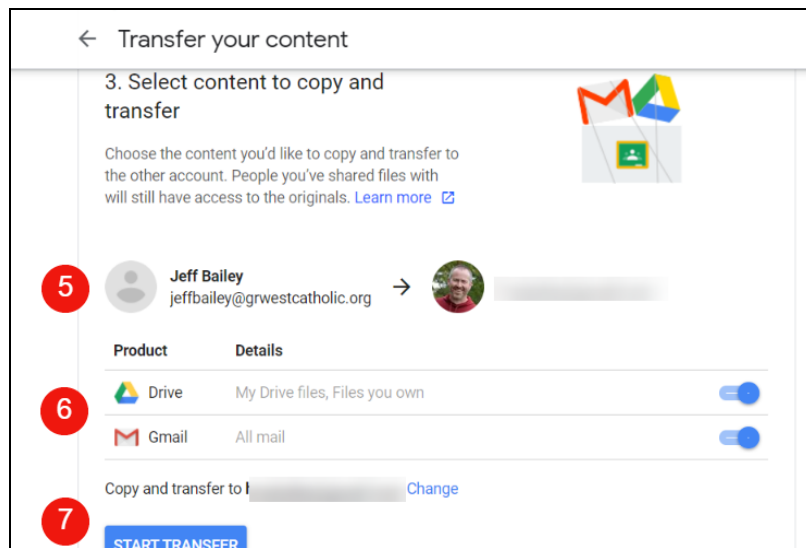 Transfer your content
3. Select content to copy and
transfer
Choose the content you'd like to copy and transfer to
the other account. People you've shared files with
will still have access to the originals. Learn more
5
Jeff Bailey
jeffbailey@grwestcatholic.org
Product Details
6
Drive My Drive files, Files you own
Gmail All mail
Copy and transfer to Change
7
START TRANSFER